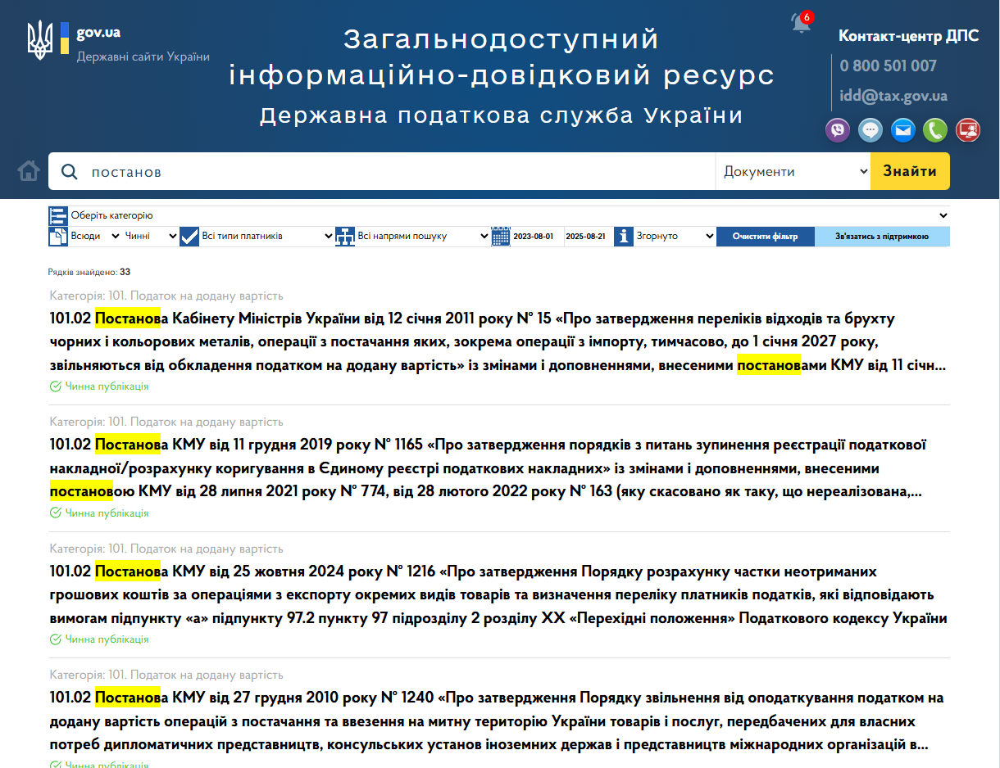 gov.ua
Державні сайти України
Загальнодоступний
інформаційно-довідковий ресурс
Державна податкова служба України
6
Контакт-центр ДПС
0 800 501 007
idd@tax.gov.ua
постанов
Документи
Знайти
Оберіть категорію
Всюди Чинні Всі типи платників Всі напрями пошуку 2023-08-01 2025-08-21 Згорнуто Очистити фільтр Зв'язатись з підтримкою
Рядків знайдено: 33
Категорія: 101. Податок на додану вартість
101.02 Постанова Кабінету Міністрів України від 12 січня 2011 року № 15 «Про затвердження переліків відходів та брухту
чорних і кольорових металів, операції з постачання яких, зокрема операції з імпорту, тимчасово, до 1 січня 2027 року,
звільняються від обкладення податком на додану вартість» із змінами і доповненнями, внесеними постановами КМУ від 11 січн...
Чинна публікація
Категорія: 101. Податок на додану вартість
101.02 Постанова КМУ від 11 грудня 2019 року № 1165 «Про затвердження порядків з питань зупинення реєстрації податкової
накладної/розрахунку коригування в Єдиному реєстрі податкових накладних» із змінами і доповненнями, внесеними
постановою КМУ від 28 липня 2021 року № 774, від 28 лютого 2022 року № 163 (яку скасовано як таку, що нереалізована,...
Чинна публікація
Категорія: 101. Податок на додану вартість
101.02 Постанова КМУ від 25 жовтня 2024 року № 1216 «Про затвердження Порядку розрахунку частки неотриманих
грошових коштів за операціями з експорту окремих видів товарів та визначення переліку платників податків, які відповідають
вимогам підпункту «а» підпункту 97.2 пункту 97 підрозділу 2 розділу XX «Перехідні положення» Податкового кодексу України
Чинна публікація
Категорія: 101. Податок на додану вартість
101.02 Постанова КМУ від 27 грудня 2010 року № 1240 «Про затвердження Порядку звільнення від оподаткування податком на
додану вартість операцій з постачання та ввезення на митну територію України товарів і послуг, передбачених для власних
потреб дипломатичних представництв, консульських установ іноземних держав і представництв міжнародних організацій в...
Чинна публікація